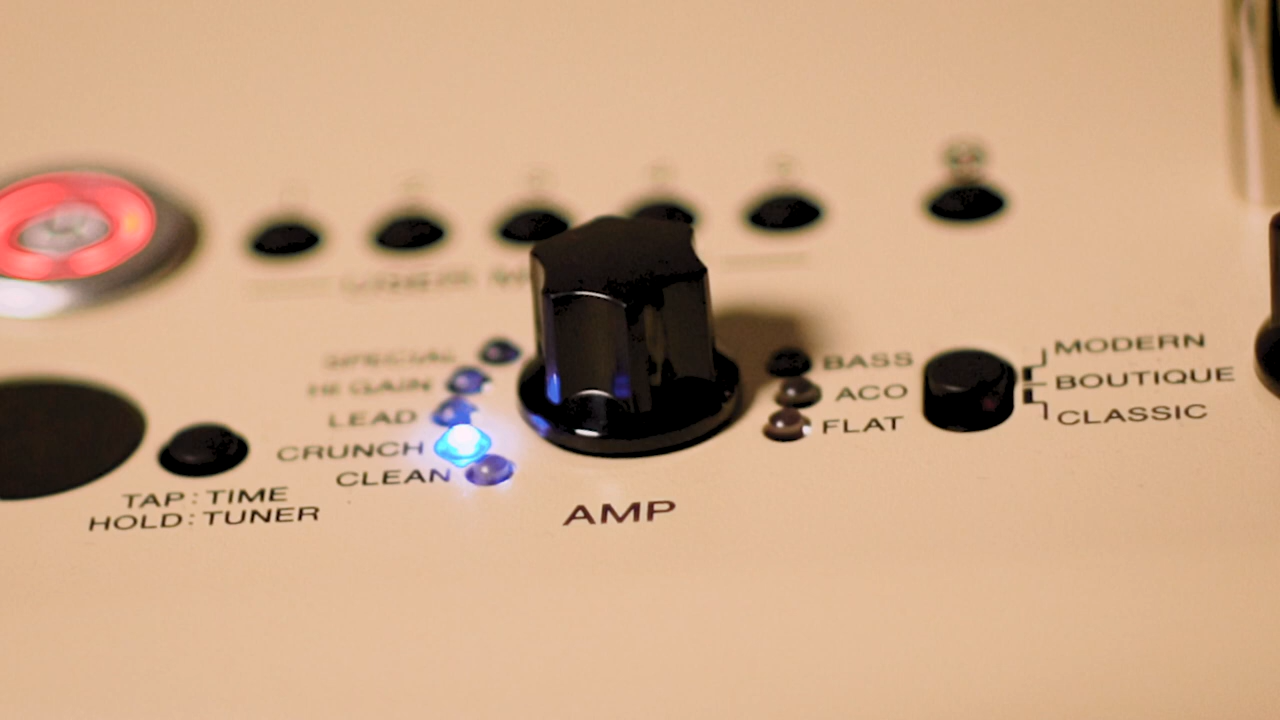 SPECIAL
HI GAIN
LEAD
CRUNCH
CLEAN
BASS
ACO
FLAT
MODERN
BOUTIQUE
CLASSIC
TAP : TIME
HOLD : TUNER
AMP